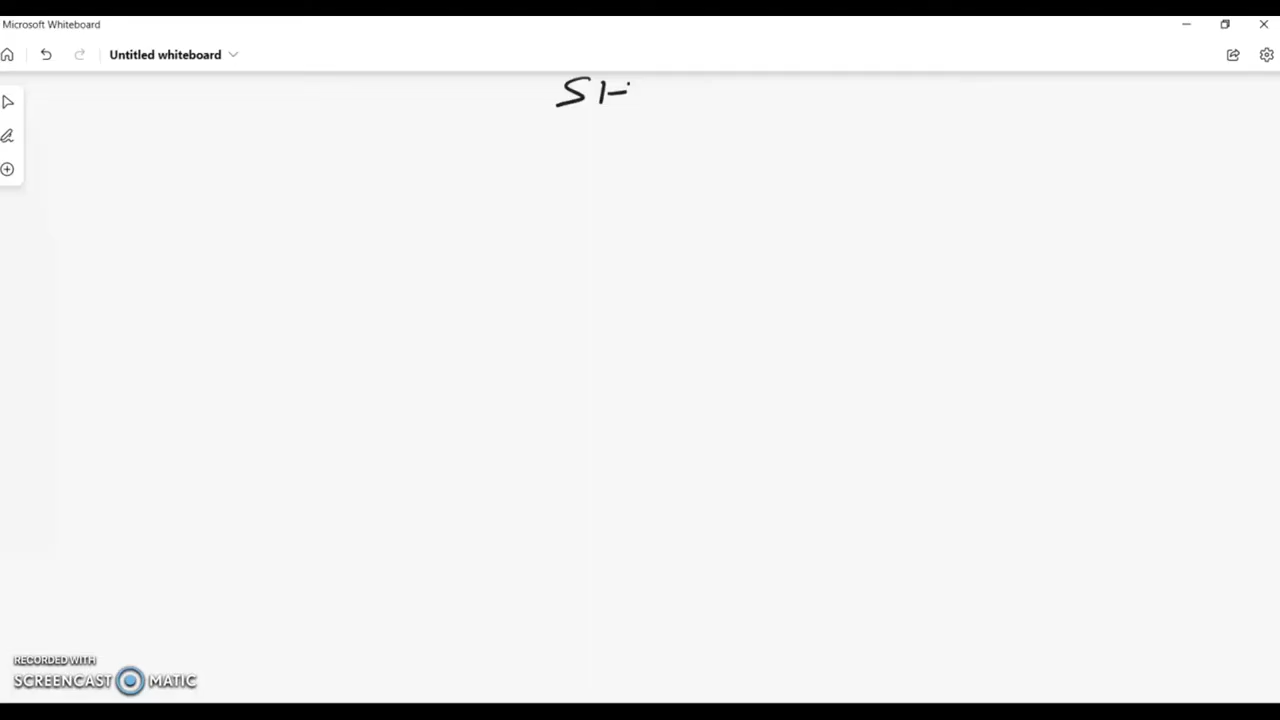 Microsoft Whiteboard
Untitled whiteboard
RECORDED WITH
SCREENCAST MATIC